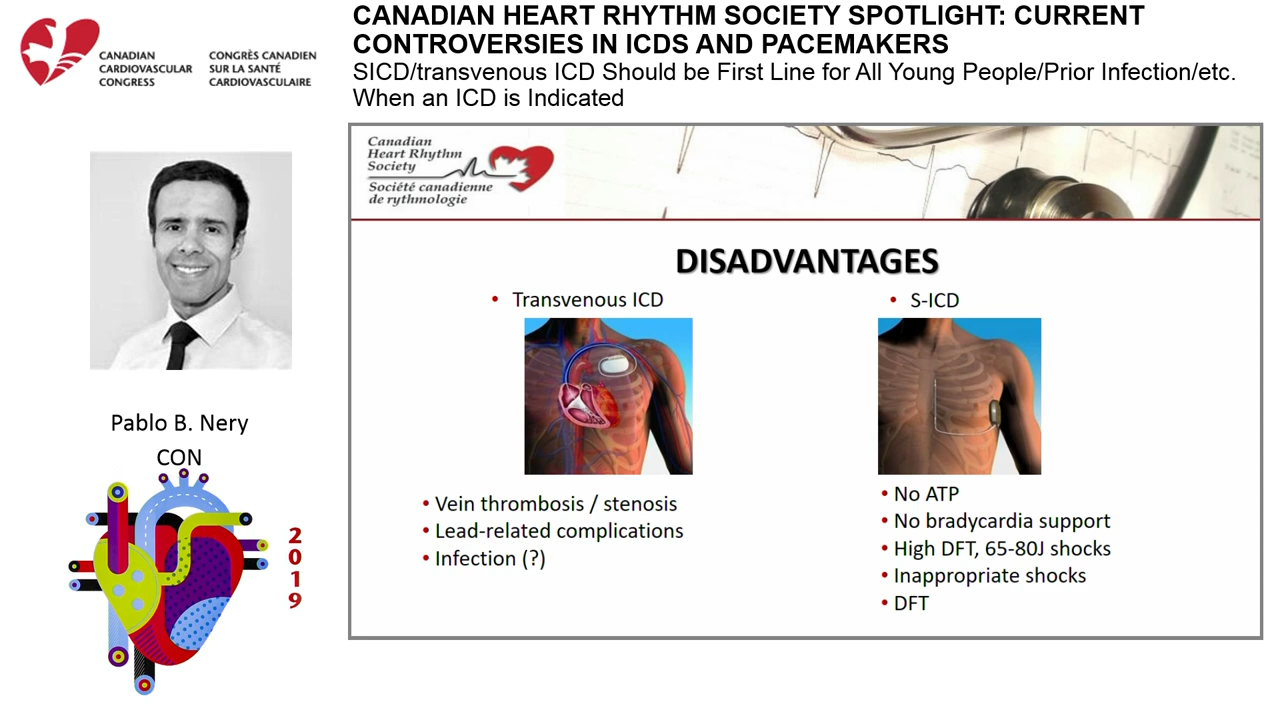 CANADIAN
CARDIOVASCULAR
CONGRESS
CONGRÈS CANADIEN
SUR LA SANTÉ
CARDIOVASCULAIRE
CANADIAN HEART RHYTHM SOCIETY SPOTLIGHT: CURRENT
CONTROVERSIES IN ICDS AND PACEMAKERS
SICD/transvenous ICD Should be First Line for All Young People/Prior Infection/etc.
When an ICD is Indicated
Pablo B. Nery
CON
2019
Canadian
Heart Rhythm
Society
Société canadienne
de rythmologie
DISADVANTAGES
• Transvenous ICD
• Vein thrombosis / stenosis
• Lead-related complications
• Infection (?)
• S-ICD
• No ATP
• No bradycardia support
• High DFT, 65-80J shocks
• Inappropriate shocks
• DFT